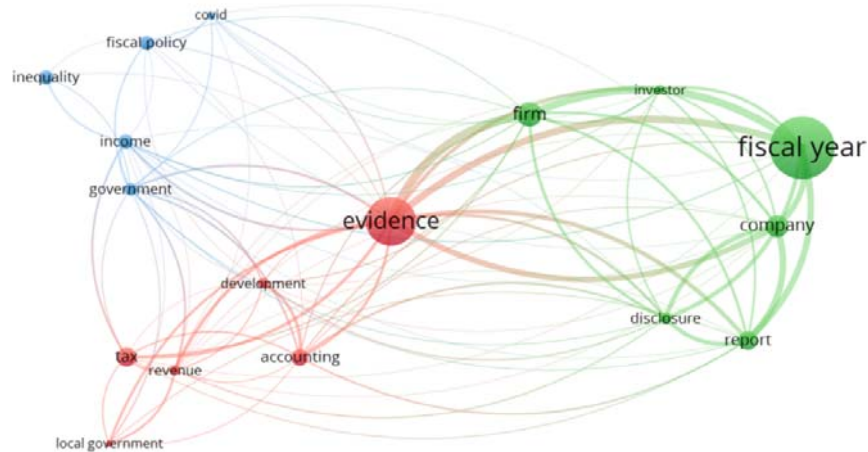 covid
fiscal policy
inequality
investor
firm
income
fiscal year
government
evidence
company
development
disclosure
report
tax
accounting
revenue
local government